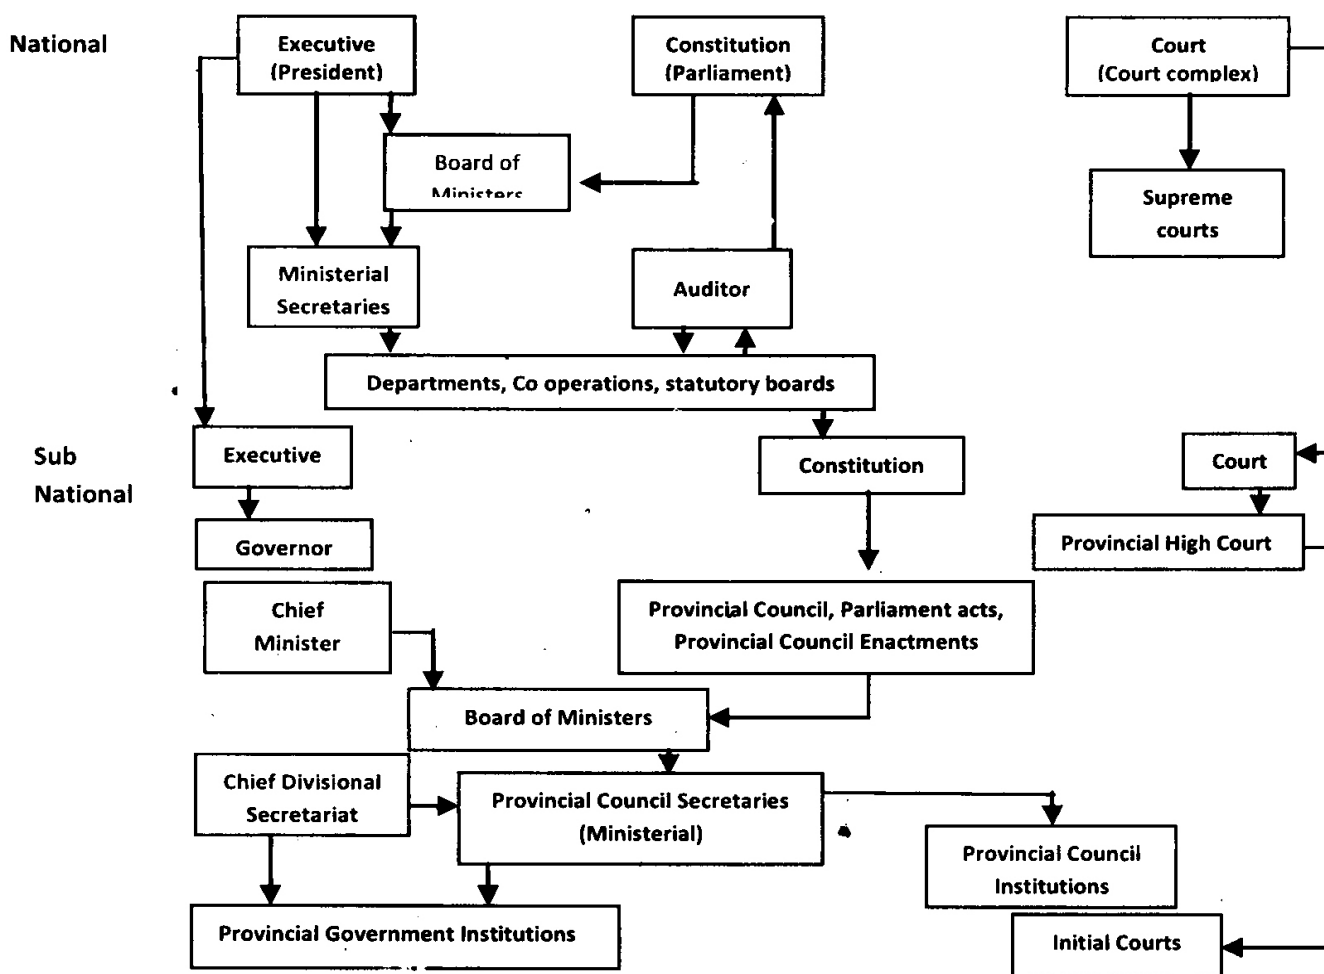 National
Executive
(President)
Constitution
(Parliament)
Court
(Court complex)
Board of
Ministers
Supreme
courts
Ministerial
Secretaries
Auditor
Departments, Co operations, statutory boards
Sub
National
Executive
Constitution
Court
Governor
Provincial High Court
Chief
Minister
Provincial Council, Parliament acts,
Provincial Council Enactments
Board of Ministers
Chief Divisional
Secretariat
Provincial Council Secretaries
(Ministerial)
Provincial Council
Institutions
Provincial Government Institutions
Initial Courts